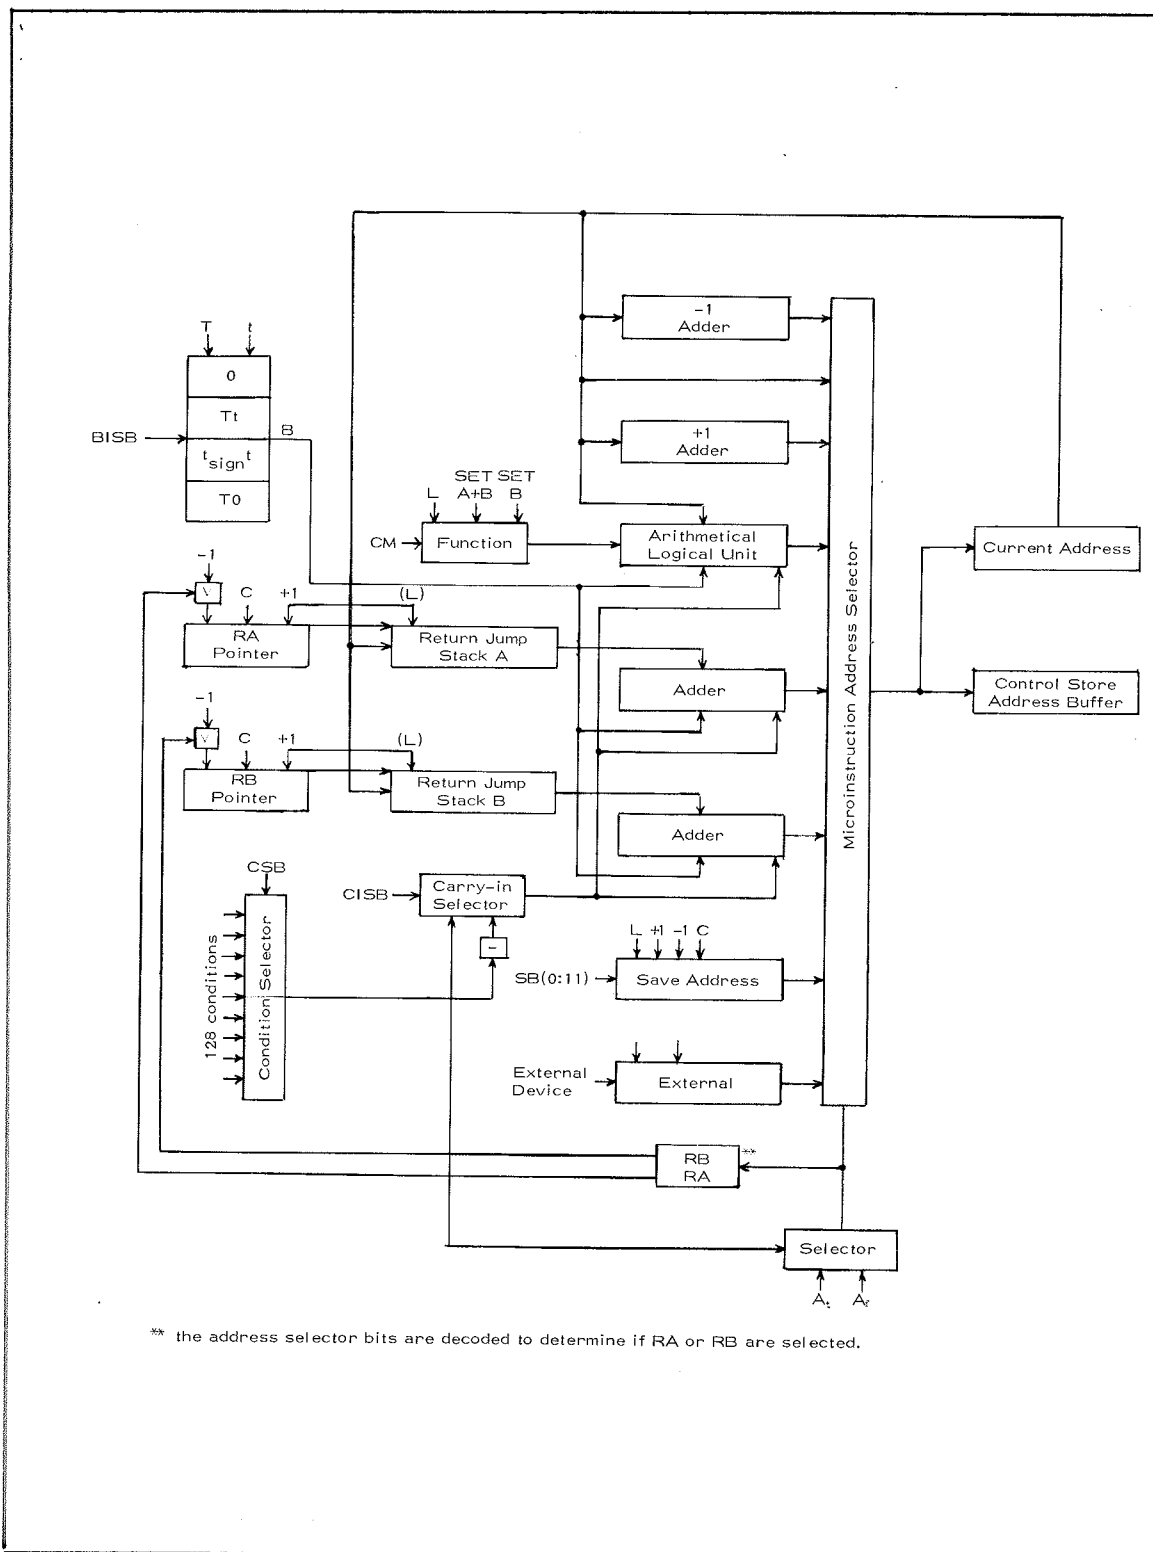 -1
Adder
T t
0
Tt
B
BISB
t sign t
T0
+1
Adder
SET SET
L A+B B
CM
Function
Arithmetical
Logical Unit
Current Address
-1
V
C +1 (L)
RA
Pointer
Return Jump
Stack A
Adder
Microinstruction Address Selector
Control Store
Address Buffer
-1
V
C +1 (L)
RB
Pointer
Return Jump
Stack B
Adder
CSB
CISB
Carry-in
Selector
128 conditions
Condition Selector
-
L +1 -1 C
SB(0:11)
Save Address
External
Device
External
RB
RA
**
Selector
At Af
** the address selector bits are decoded to determine if RA or RB are selected.